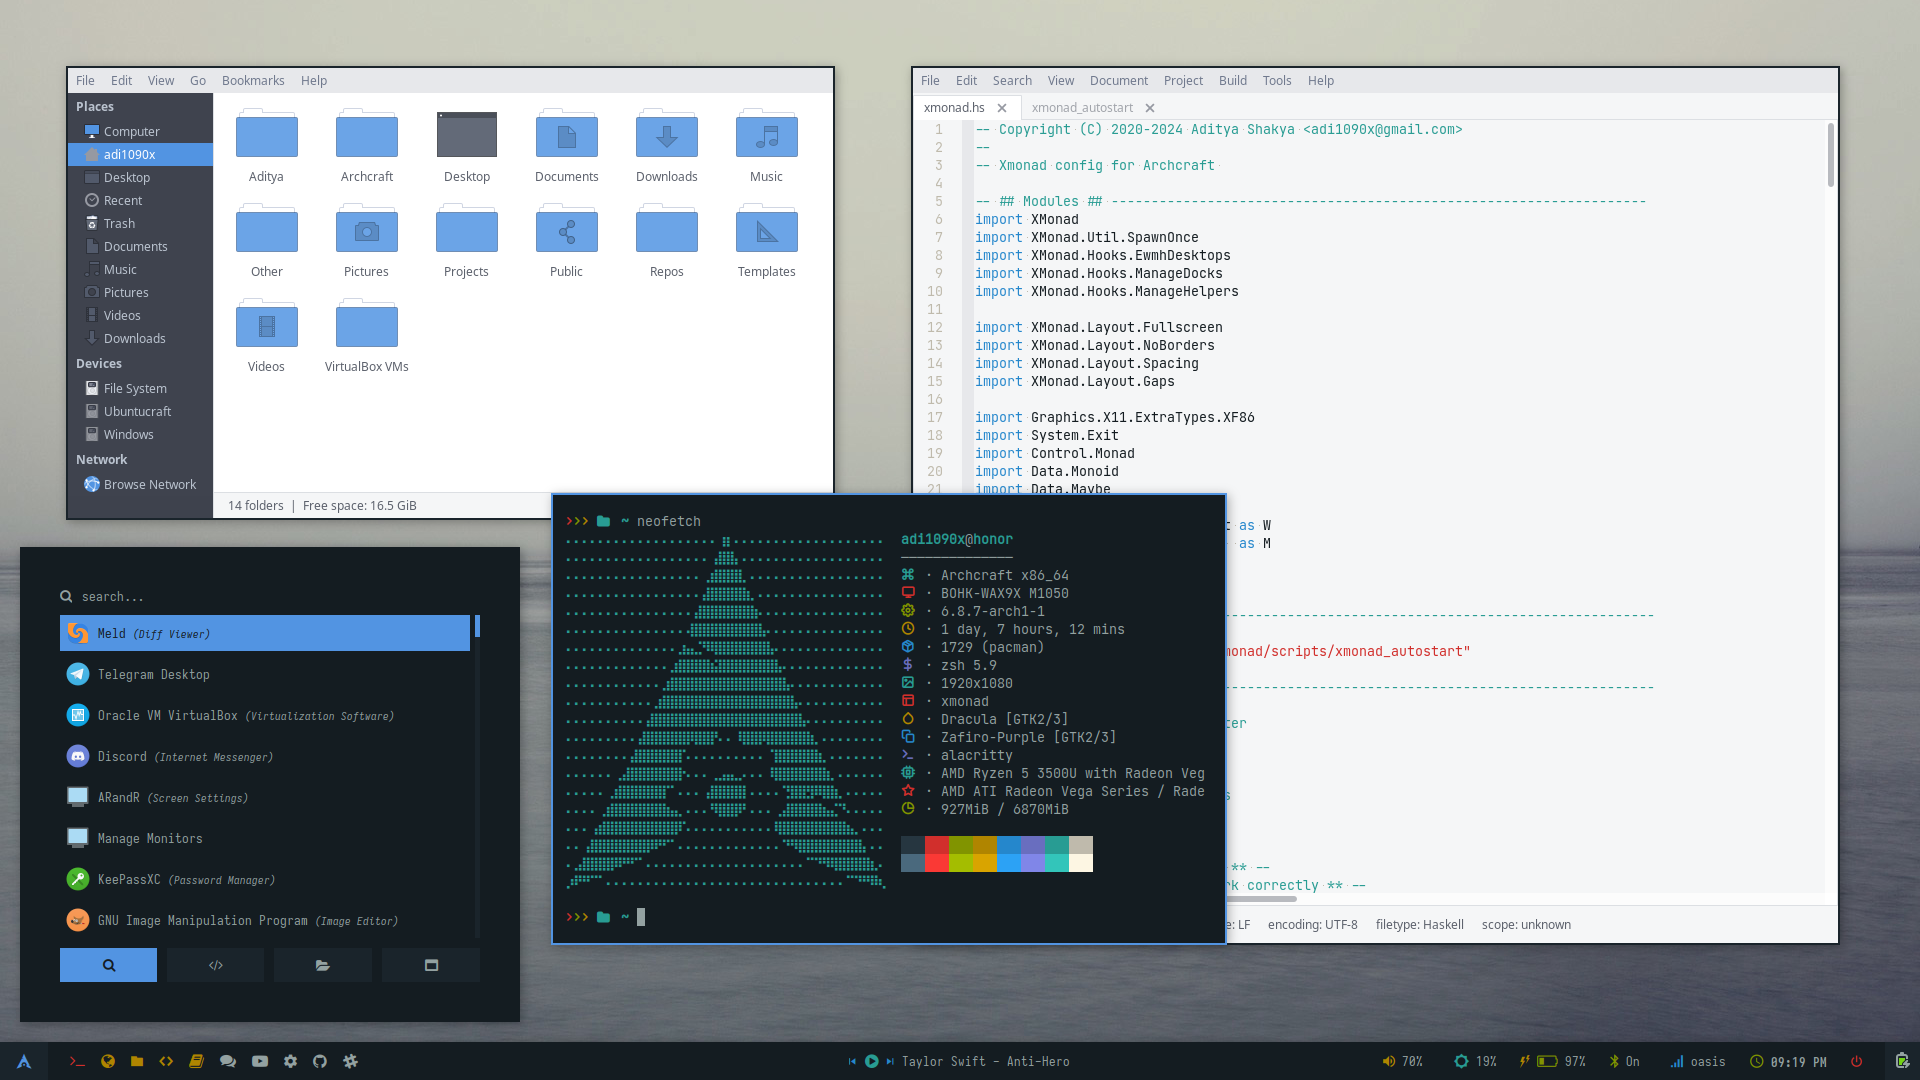 File Edit View Go Bookmarks Help
Places
Computer
adi1090x
Desktop
Recent
Trash
Documents
Music
Pictures
Videos
Downloads
Devices
File System
Ubuntucraft
Windows
Network
Browse Network
Aditya Archcraft Desktop Documents Downloads Music
Other Pictures Projects Public Repos Templates
Videos VirtualBox VMs
14 folders | Free space: 16.5 GiB
File Edit Search View Document Project Build Tools Help
xmonad.hs xmonad_autostart
1 -- Copyright (C) 2020-2024 Aditya Shakya <adi1090x@gmail.com>
2 --
3 -- Xmonad config for Archcraft
4
5 -- ## Modules ## -------------------------------------------------------------------
6 import XMonad
7 import XMonad.Util.SpawnOnce
8 import XMonad.Hooks.EwmhDesktops
9 import XMonad.Hooks.ManageDocks
10 import XMonad.Hooks.ManageHelpers
11
12 import XMonad.Layout.Fullscreen
13 import XMonad.Layout.NoBorders
14 import XMonad.Layout.Spacing
15 import XMonad.Layout.Gaps
16
17 import Graphics.X11.ExtraTypes.XF86
18 import System.Exit
19 import Control.Monad
20 import Data.Monoid
21 import Data.Maybe
t as W
as M
monad/scripts/xmonad_autostart"
ter
s
** --
rk correctly ** --
e: LF encoding: UTF-8 filetype: Haskell scope: unknown
>>> ~ neofetch
adi1090x@honor
· Archcraft x86_64
· BOHK-WAX9X M1050
· 6.8.7-arch1-1
· 1 day, 7 hours, 12 mins
· 1729 (pacman)
· zsh 5.9
· 1920x1080
· xmonad
· Dracula [GTK2/3]
· Zafiro-Purple [GTK2/3]
· alacritty
· AMD Ryzen 5 3500U with Radeon Veg
· AMD ATI Radeon Vega Series / Rade
· 927MiB / 6870MiB
>>> ~
search...
Meld (Diff Viewer)
Telegram Desktop
Oracle VM VirtualBox (Virtualization Software)
Discord (Internet Messenger)
ARandR (Screen Settings)
Manage Monitors
KeePassXC (Password Manager)
GNU Image Manipulation Program (Image Editor)
Taylor Swift - Anti-Hero
70% 19% 97% On oasis 09:19 PM